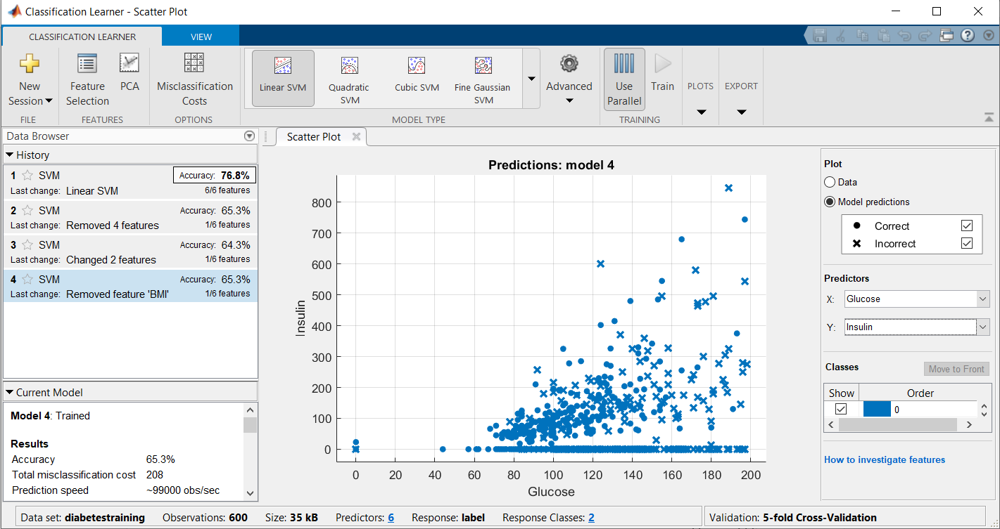 Classification Learner - Scatter Plot
CLASSIFICATION LEARNER VIEW
New Session
Feature Selection
PCA
Misclassification Costs
Linear SVM
Quadratic SVM
Cubic SVM
Fine Gaussian SVM
Advanced
Use Parallel
Train
PLOTS
EXPORT
FILE FEATURES OPTIONS MODEL TYPE TRAINING
Data Browser
History
1 SVM Accuracy: 76.8%
Last change: Linear SVM 6/6 features
2 SVM Accuracy: 65.3%
Last change: Removed 4 features 1/6 features
3 SVM Accuracy: 64.3%
Last change: Changed 2 features 1/6 features
4 SVM Accuracy: 65.3%
Last change: Removed feature 'BMI' 1/6 features
Current Model
Model 4: Trained
Results
Accuracy 65.3%
Total misclassification cost 208
Prediction speed ~99000 obs/sec
Scatter Plot
Predictions: model 4
Insulin
800
700
600
500
400
300
200
100
0
0 20 40 60 80 100 120 140 160 180 200
Glucose
Plot
Data
Model predictions
Correct
Incorrect
Predictors
X: Glucose
Y: Insulin
Classes Move to Front
Show Order
0
How to investigate features
Data set: diabetestraining Observations: 600 Size: 35 kB Predictors: 6 Response: label Response Classes: 2 Validation: 5-fold Cross-Validation